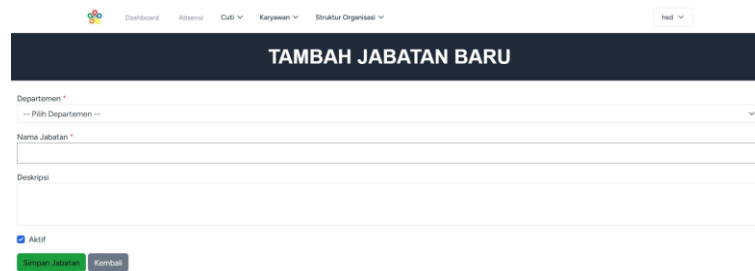 Dashboard Absensi Cuti Karyawan Struktur Organisasi hsd
TAMBAH JABATAN BARU
Departemen *
-- Pilih Departemen --
Nama Jabatan *
Deskripsi
Aktif
Simpan Jabatan Kembali